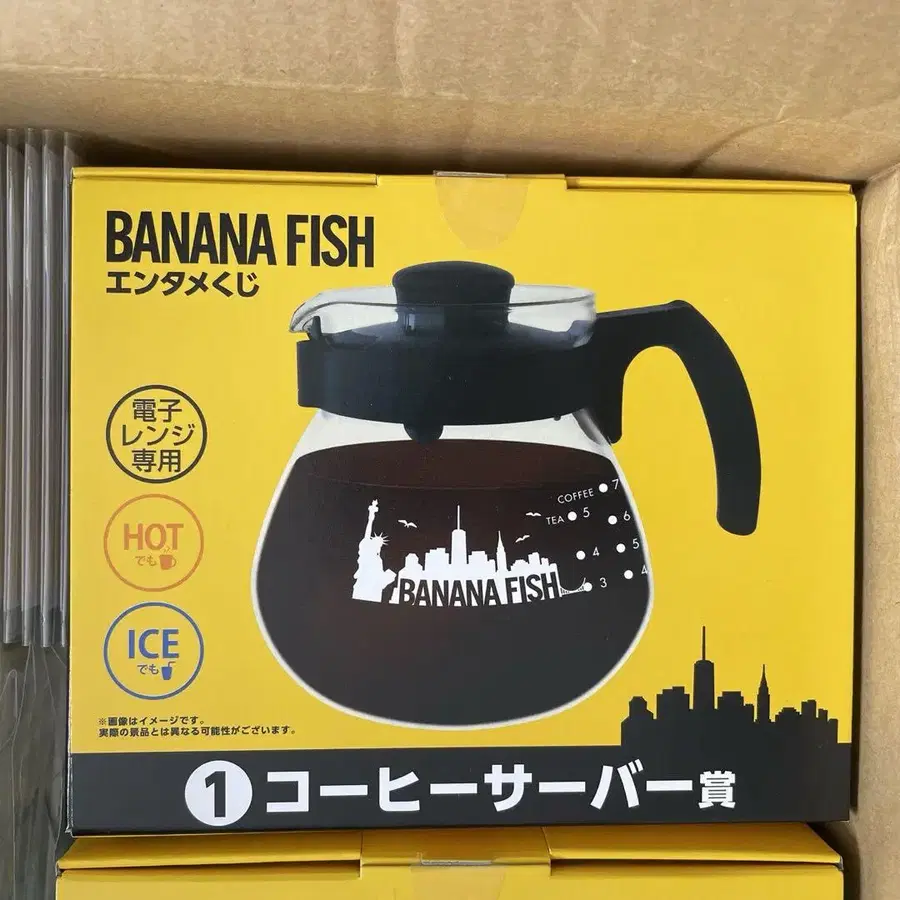 BANANA FISH
エンタメくじ
電子
レンジ
専用
HOT
でも
ICE
でも
COFFEE 7
TEA 5 6
4 5
3 4
BANANA FISH
※画像はイメージです。
実際の景品とは異なる可能性がございます。
1 コーヒーサーバー賞